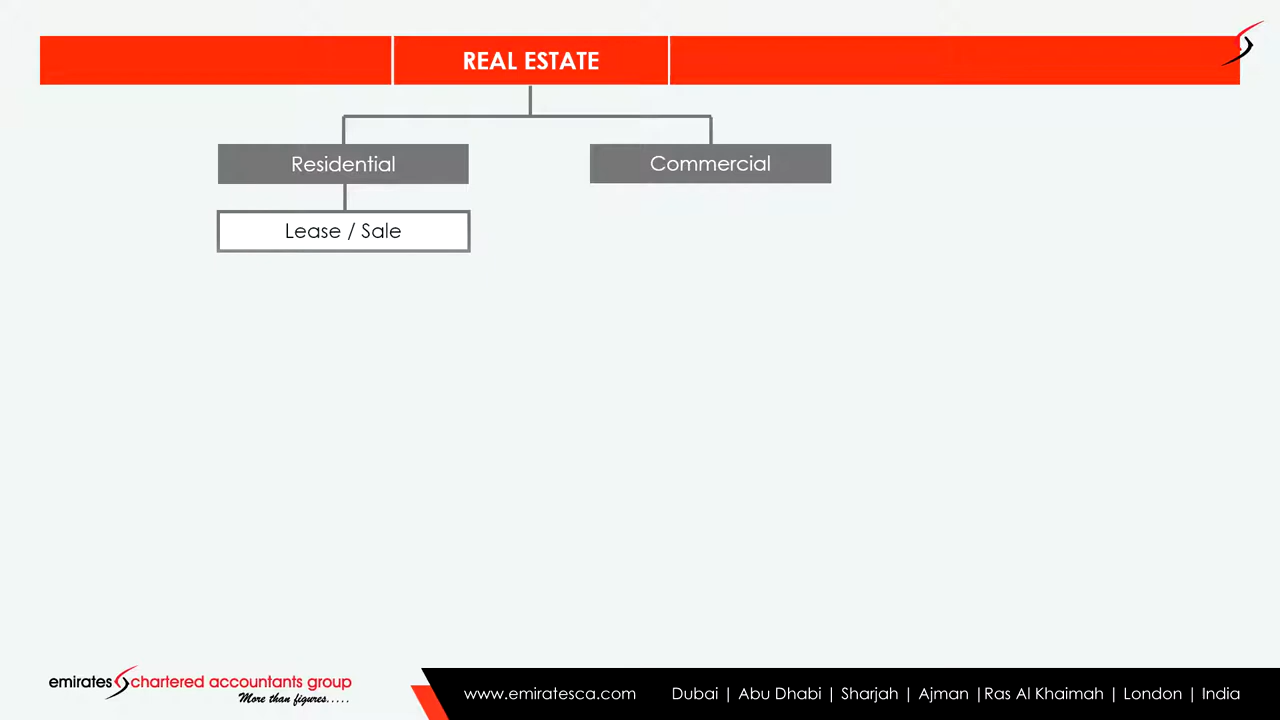 REAL ESTATE
Residential
Commercial
Lease / Sale
emirates chartered accountants group
More than figures.....
www.emiratesca.com
Dubai | Abu Dhabi | Sharjah | Ajman |Ras Al Khaimah | London | India